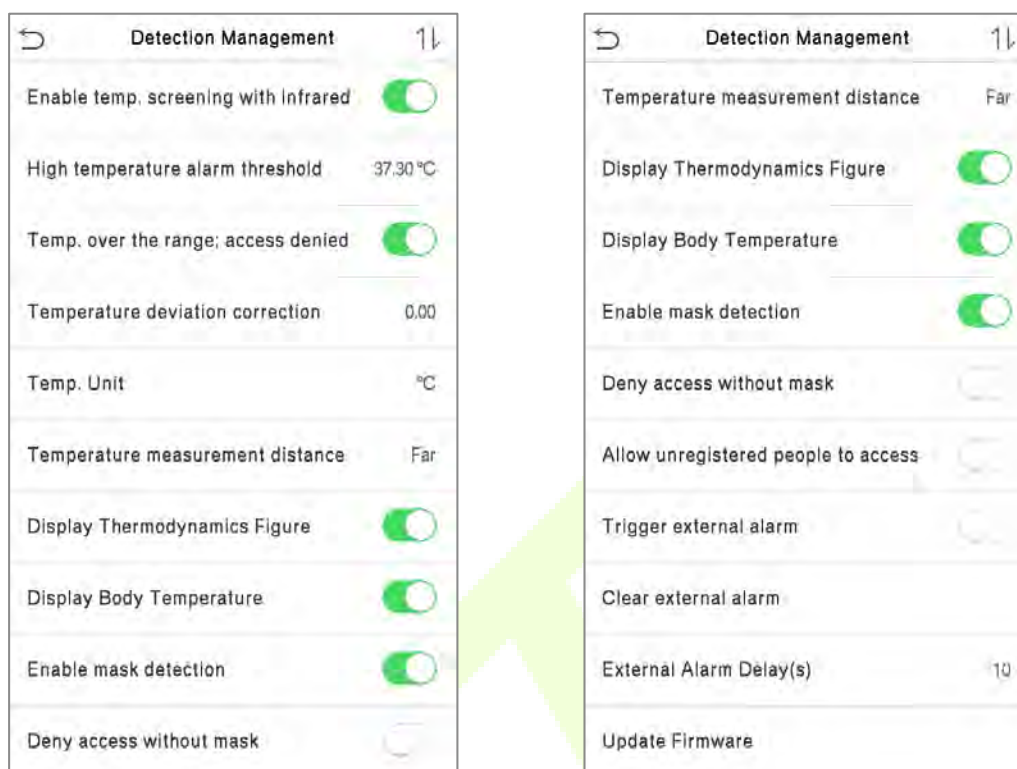 Detection Management
Enable temp. screening with infrared
High temperature alarm threshold 37.30 °C
Temp. over the range; access denied
Temperature deviation correction 0.00
Temp. Unit °C
Temperature measurement distance Far
Display Thermodynamics Figure
Display Body Temperature
Enable mask detection
Deny access without mask
Detection Management
Temperature measurement distance Far
Display Thermodynamics Figure
Display Body Temperature
Enable mask detection
Deny access without mask
Allow unregistered people to access
Trigger external alarm
Clear external alarm
External Alarm Delay(s) 10
Update Firmware